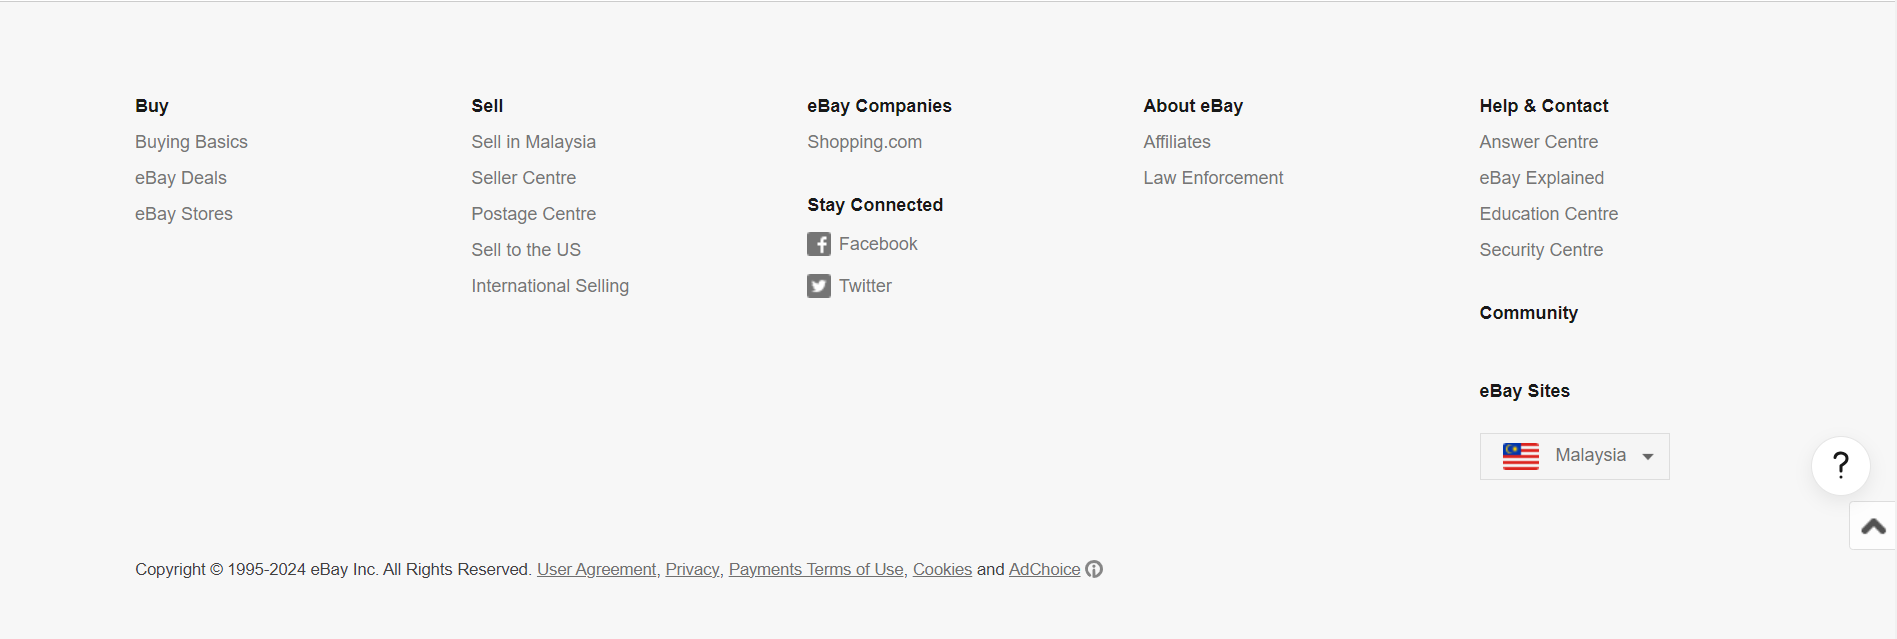 Buy
Buying Basics
eBay Deals
eBay Stores
Sell
Sell in Malaysia
Seller Centre
Postage Centre
Sell to the US
International Selling
eBay Companies
Shopping.com
Stay Connected
Facebook
Twitter
About eBay
Affiliates
Law Enforcement
Help & Contact
Answer Centre
eBay Explained
Education Centre
Security Centre
Community
eBay Sites
Malaysia
?
Copyright © 1995-2024 eBay Inc. All Rights Reserved. User Agreement, Privacy, Payments Terms of Use, Cookies and AdChoice